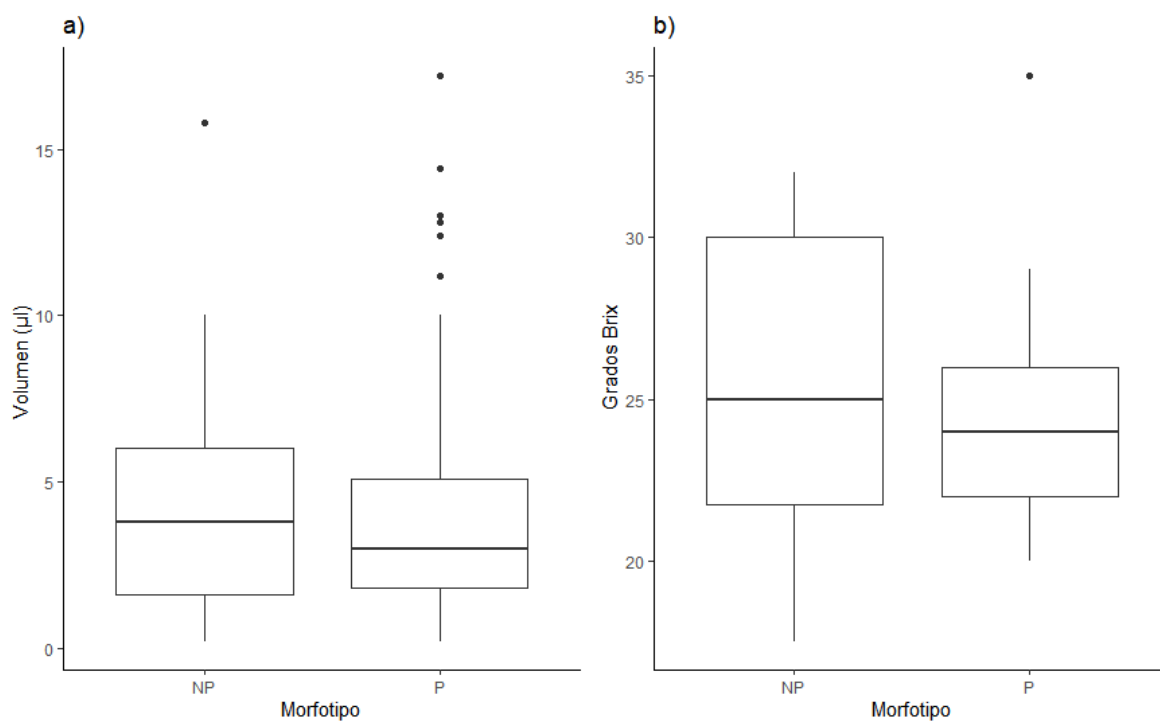 a)
Volumen (µl)
15
10
5
0
NP
P
Morfotipo
b)
Grados Brix
35
30
25
20
NP
P
Morfotipo